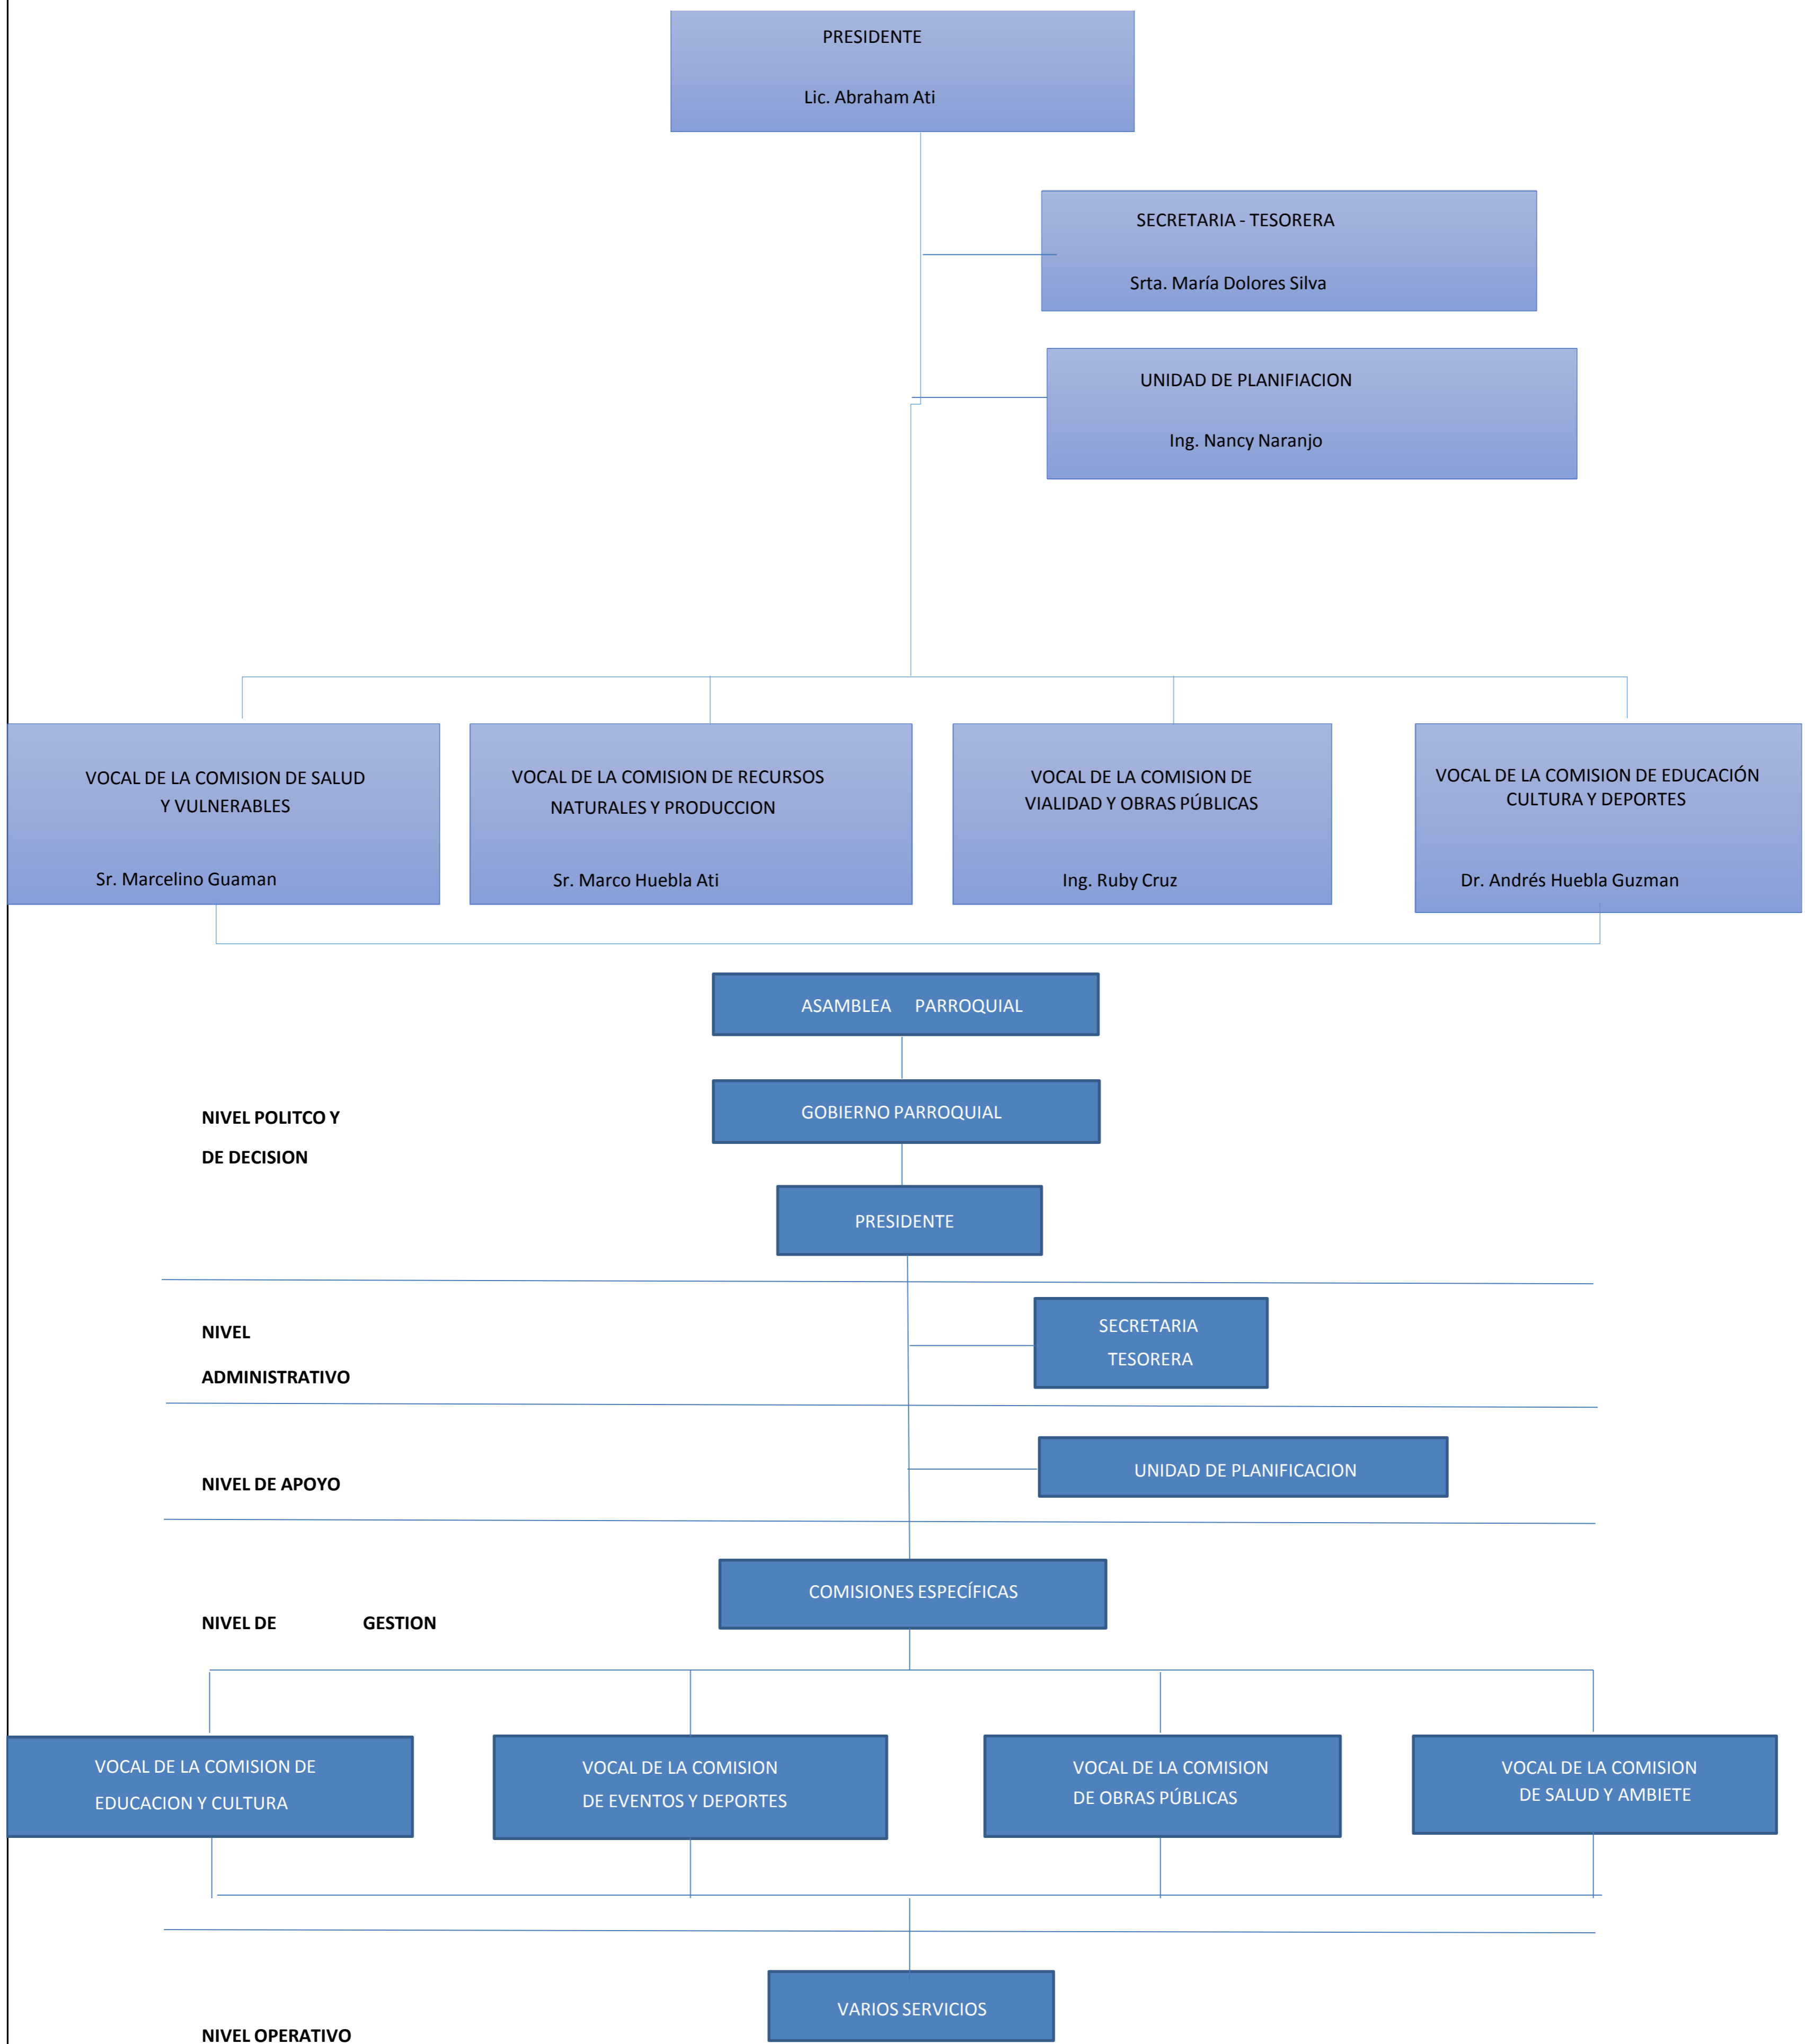 PRESIDENTE
Lic. Abraham Ati
SECRETARIA - TESORERA
Srta. María Dolores Silva
UNIDAD DE PLANIFIACION
Ing. Nancy Naranjo
VOCAL DE LA COMISION DE SALUD
Y VULNERABLES
Sr. Marcelino Guaman
VOCAL DE LA COMISION DE RECURSOS
NATURALES Y PRODUCCION
Sr. Marco Huebla Ati
VOCAL DE LA COMISION DE
VIALIDAD Y OBRAS PÚBLICAS
Ing. Ruby Cruz
VOCAL DE LA COMISION DE EDUCACIÓN
CULTURA Y DEPORTES
Dr. Andrés Huebla Guzman
ASAMBLEA PARROQUIAL
NIVEL POLITCO Y
DE DECISION
GOBIERNO PARROQUIAL
PRESIDENTE
NIVEL
ADMINISTRATIVO
SECRETARIA
TESORERA
NIVEL DE APOYO
UNIDAD DE PLANIFICACION
COMISIONES ESPECÍFICAS
NIVEL DE GESTION
VOCAL DE LA COMISION DE
EDUCACION Y CULTURA
VOCAL DE LA COMISION
DE EVENTOS Y DEPORTES
VOCAL DE LA COMISION
DE OBRAS PÚBLICAS
VOCAL DE LA COMISION
DE SALUD Y AMBIETE
VARIOS SERVICIOS
NIVEL OPERATIVO